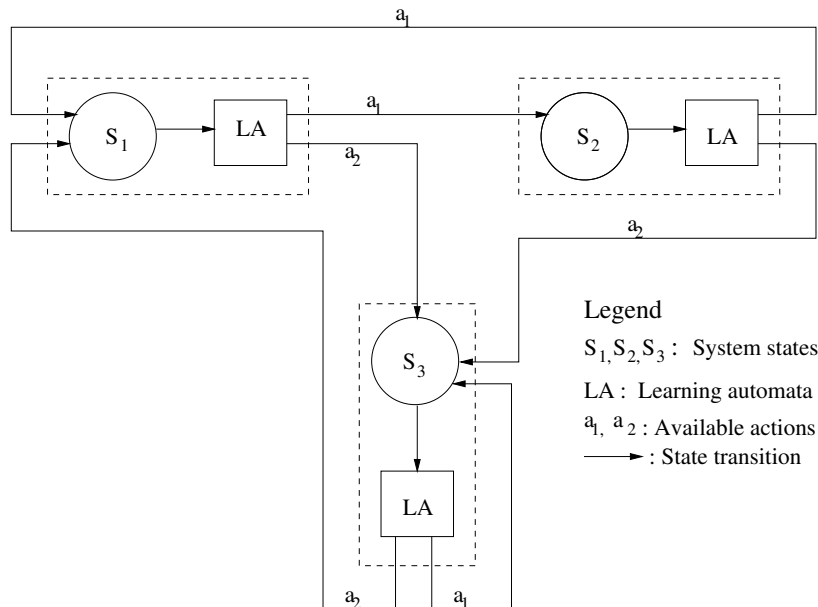 a1
S1
LA
a1
a2
S2
LA
a2
S3
LA
a2
a1
Legend
S1,S2,S3 : System states
LA : Learning automata
a1, a2 : Available actions
: State transition